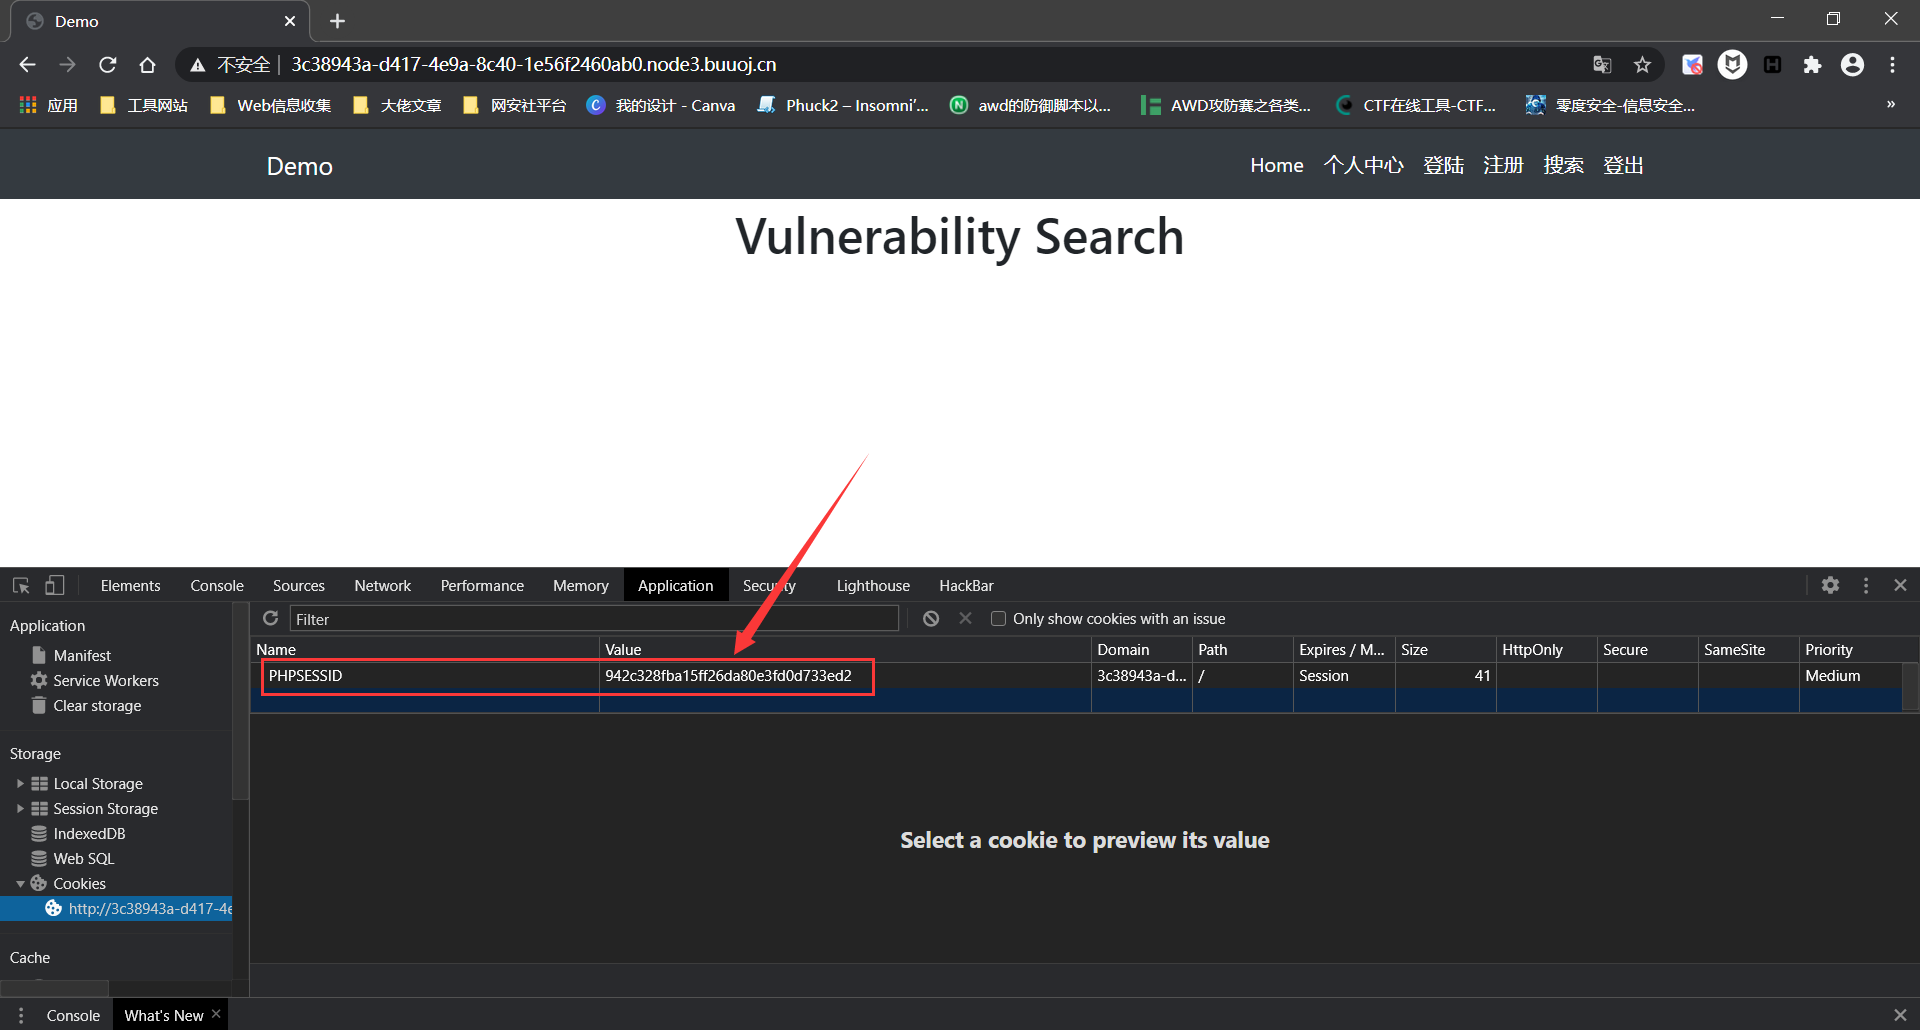 Demo
不安全 3c38943a-d417-4e9a-8c40-1e56f2460ab0.node3.buuoj.cn
应用 工具网站 Web信息收集 大佬文章 网安社平台 我的设计 - Canva Phuck2 – Insomni'... awd的防御脚本以... AWD攻防赛之各类... CTF在线工具-CTF... 零度安全-信息安全... »
Demo Home 个人中心 登陆 注册 搜索 登出
Vulnerability Search
Elements Console Sources Network Performance Memory Application Security Lighthouse HackBar
Filter Only show cookies with an issue
Name Value Domain Path Expires / M... Size HttpOnly Secure SameSite Priority
PHPSESSID 942c328fba15ff26da80e3fd0d733ed2 3c38943a-d... / Session 41 Medium
Application
Manifest
Service Workers
Clear storage
Storage
Local Storage
Session Storage
IndexedDB
Web SQL
Cookies
http://3c38943a-d417-4e
Cache
Select a cookie to preview its value
Console What's New